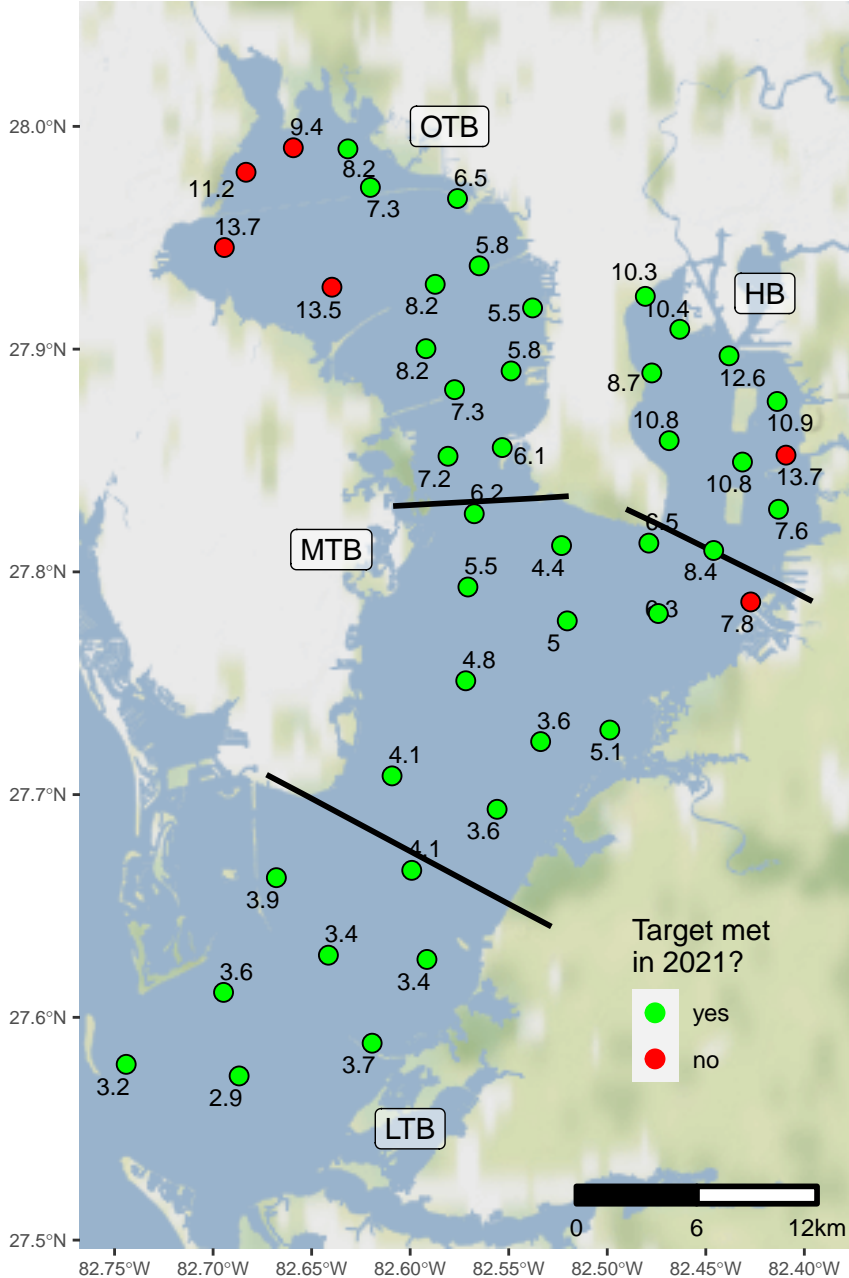 28.0°N
27.9°N
27.8°N
27.7°N
27.6°N
27.5°N
9.4
OTB
8.2
11.2
6.5
7.3
13.7
5.8
10.3
HB
8.2
13.5
5.5
10.4
5.8
8.2
8.7
12.6
7.3
10.9
10.8
6.1
7.2
10.8
13.7
6.2
6.5
7.6
MTB
4.4
8.4
5.5
6.3
7.8
5
4.8
3.6
5.1
4.1
3.6
4.1
3.9
3.4
3.4
3.6
3.7
3.2
2.9
LTB
Target met
in 2021?
yes
no
0 6 12km
82.75°W 82.70°W 82.65°W 82.60°W 82.55°W 82.50°W 82.45°W 82.40°W